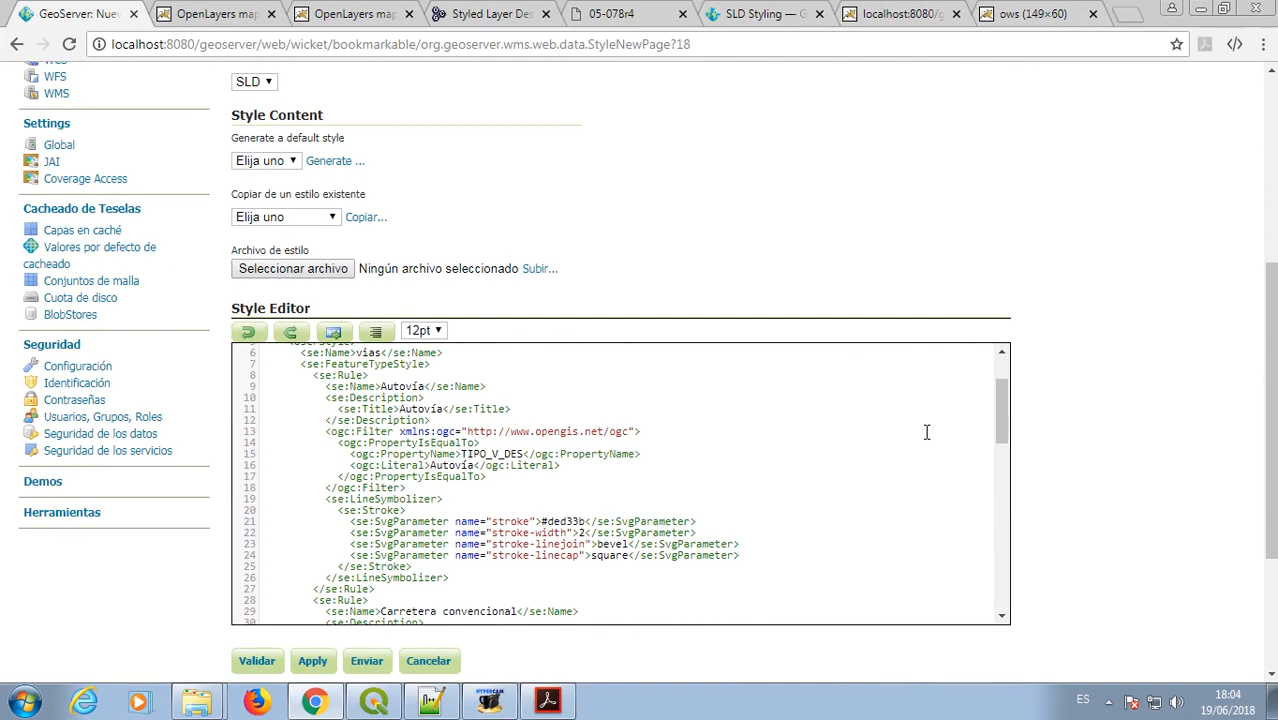 GeoServer: Nuev
OpenLayers map
OpenLayers map
Styled Layer Des
05-078r4
SLD Styling — G
localhost:8080/g
ows (149×60)
localhost:8080/geoserver/web/wicket/bookmarkable/org.geoserver.wms.web.data.StyleNewPage?18
WFS
WMS
Settings
Global
JAI
Coverage Access
Cacheado de Teselas
Capas en caché
Valores por defecto de
cacheado
Conjuntos de malla
Cuota de disco
BlobStores
Seguridad
Configuración
Identificación
Contraseñas
Usuarios, Grupos, Roles
Seguridad de los datos
Seguridad de los servicios
Demos
Herramientas
SLD
Style Content
Generate a default style
Elija uno Generate ...
Copiar de un estilo existente
Elija uno Copiar...
Archivo de estilo
Seleccionar archivo Ningún archivo seleccionado Subir...
Style Editor
12pt
6 <se:Name>vias</se:Name>
7 <se:FeatureTypeStyle>
8 <se:Rule>
9 <se:Name>Autovía</se:Name>
10 <se:Description>
11 <se:Title>Autovía</se:Title>
12 </se:Description>
13 <ogc:Filter xmlns:ogc="http://www.opengis.net/ogc">
14 <ogc:PropertyIsEqualTo>
15 <ogc:PropertyName>TIPO_V_DES</ogc:PropertyName>
16 <ogc:Literal>Autovía</ogc:Literal>
17 </ogc:PropertyIsEqualTo>
18 </ogc:Filter>
19 <se:LineSymbolizer>
20 <se:Stroke>
21 <se:SvgParameter name="stroke">#ded33b</se:SvgParameter>
22 <se:SvgParameter name="stroke-width">2</se:SvgParameter>
23 <se:SvgParameter name="stroke-linejoin">bevel</se:SvgParameter>
24 <se:SvgParameter name="stroke-linecap">square</se:SvgParameter>
25 </se:Stroke>
26 </se:LineSymbolizer>
27 </se:Rule>
28 <se:Rule>
29 <se:Name>Carretera convencional</se:Name>
30 <se:Description>
Validar Apply Enviar Cancelar
HYPERCAM
ES
18:04
19/06/2018